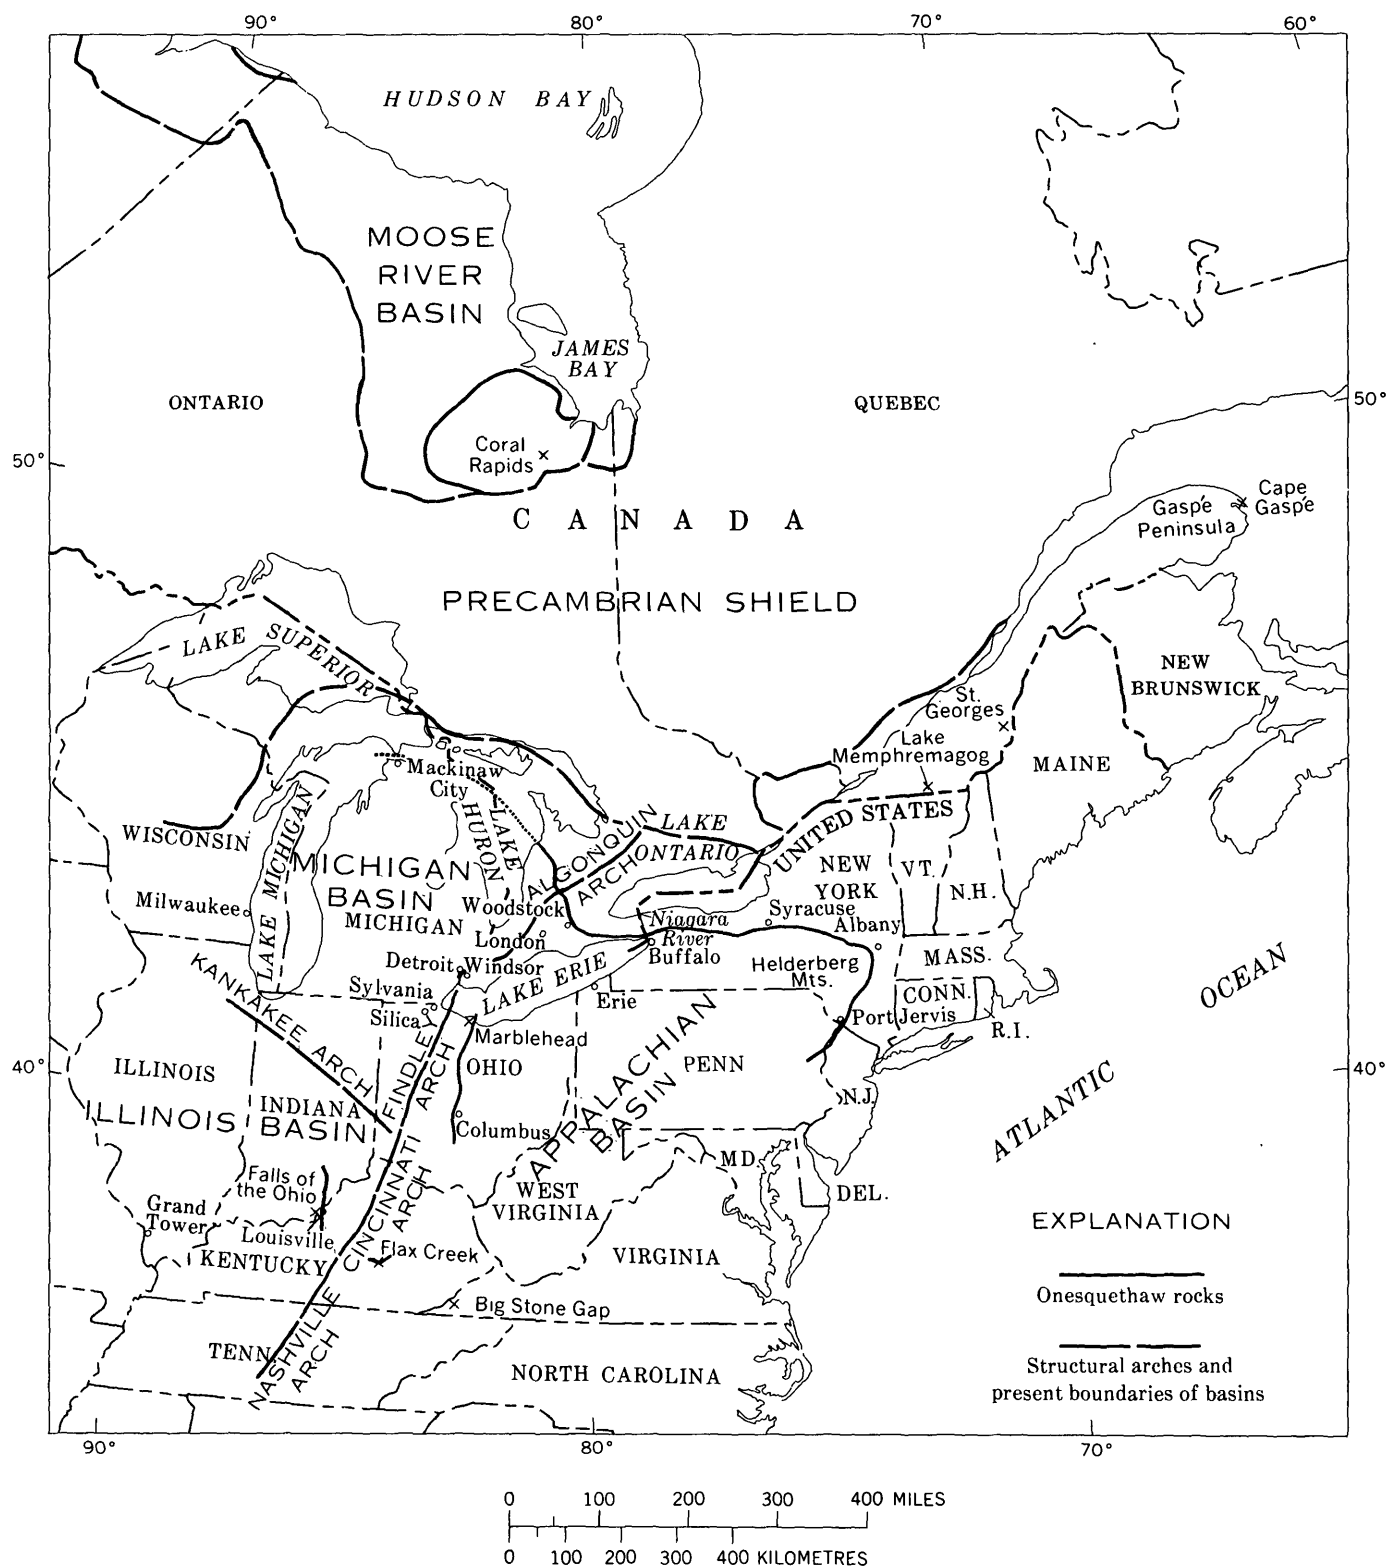 90° 80° 70° 60°
HUDSON BAY
MOOSE
RIVER
BASIN
JAMES
BAY
ONTARIO
QUEBEC
50°
Coral
Rapids
50°
CANADA
Gaspé
Peninsula
Cape
Gaspé
PRECAMBRIAN SHIELD
LAKE SUPERIOR
NEW
BRUNSWICK
St.
Georges
Lake
Memphremagog
MAINE
Mackinaw
City
LAKE
HURON
WISCONSIN
LAKE MICHIGAN
MICHIGAN
BASIN
MICHIGAN
ALGONQUIN
ARCH
LAKE
ONTARIO
UNITED STATES
NEW
YORK
VT.
N.H.
Milwaukee
Woodstock
London
Niagara
River
Buffalo
Syracuse
Albany
MASS.
CONN.
R.I.
Detroit
Windsor
LAKE ERIE
Erie
Helderberg
Mts.
Port Jervis
KANKAKEE ARCH
Sylvania
Silica
Marblehead
FINDLEY
ARCH
OHIO
APPALACHIAN
BASIN
PENN
N.J.
OCEAN
ATLANTIC
40°
40°
ILLINOIS
INDIANA
ILLINOIS BASIN
Columbus
Falls of
the Ohio
CINCINNATI
ARCH
WEST
VIRGINIA
MD.
DEL.
Grand
Tower
Louisville
KENTUCKY
Flax Creek
VIRGINIA
Big Stone Gap
TENN
NASHVILLE
ARCH
NORTH CAROLINA
EXPLANATION
Onesquethaw rocks
Structural arches and
present boundaries of basins
90° 80° 70°
0 100 200 300 400 MILES
0 100 200 300 400 KILOMETRES